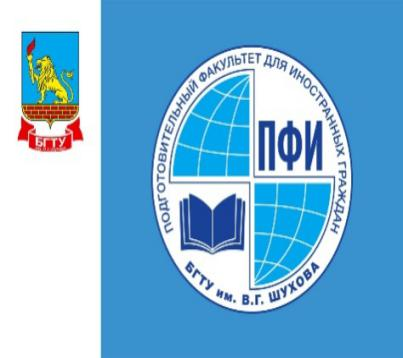 БГТУ
ПОДГОТОВИТЕЛЬНЫЙ ФАКУЛЬТЕТ ДЛЯ ИНОСТРАННЫХ ГРАЖДАН
ПФИ
БГТУ им. В.Г. ШУХОВА